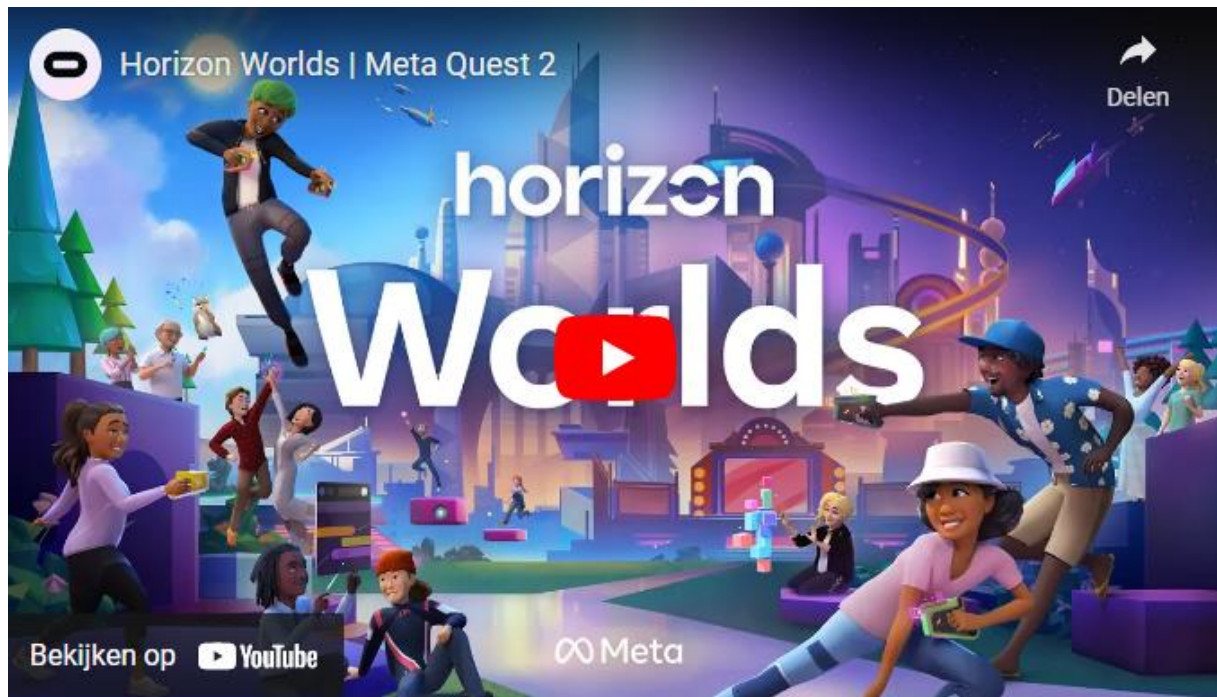 Horizon Worlds | Meta Quest 2
Delen
horizon
Worlds
Bekijken op YouTube
Meta